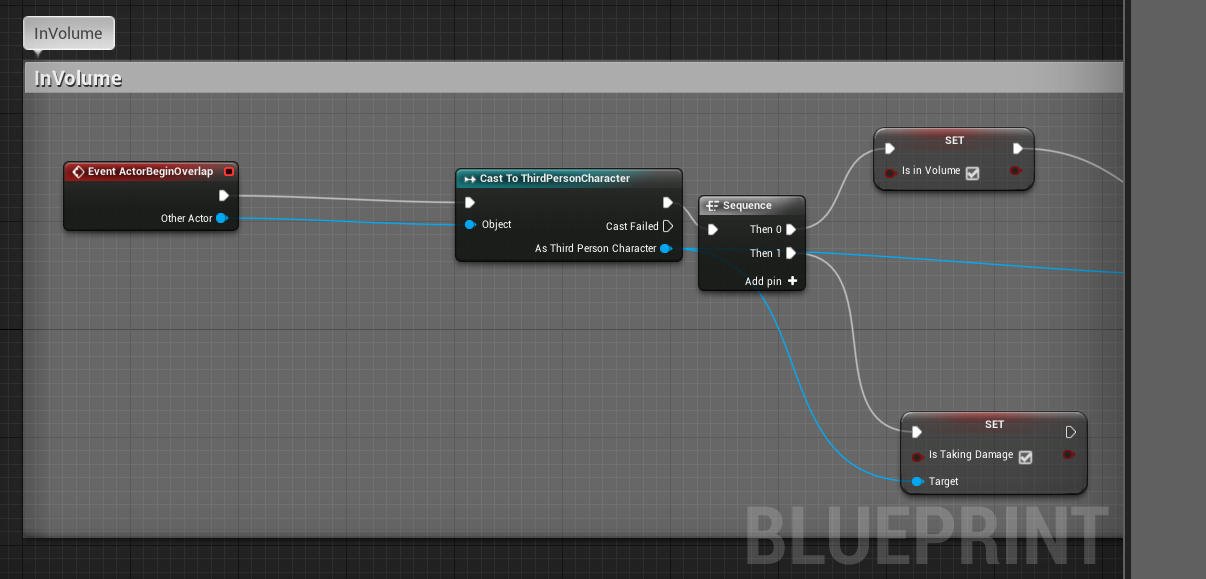 InVolume
InVolume
Event ActorBeginOverlap
Other Actor
Cast To ThirdPersonCharacter
Object
Cast Failed
As Third Person Character
Sequence
Then 0
Then 1
Add pin
SET
Is in Volume
SET
Is Taking Damage
Target
BLUEPRINT